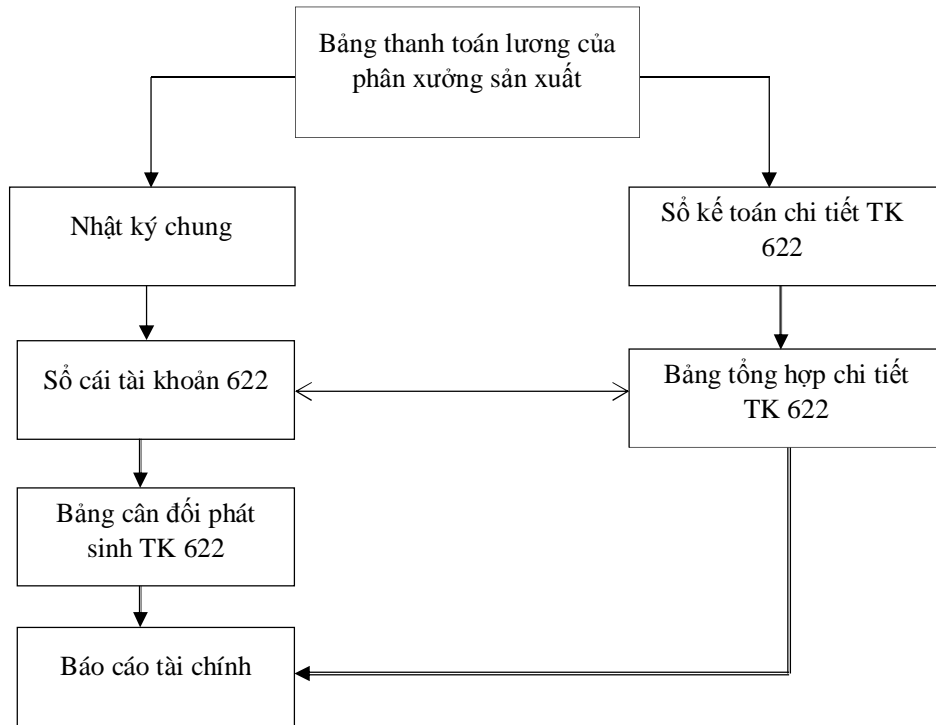 Bảng thanh toán lương của
phân xưởng sản xuất
Nhật ký chung
Sổ kế toán chi tiết TK
622
Sổ cái tài khoản 622
Bảng tổng hợp chi tiết
TK 622
Bảng cân đối phát
sinh TK 622
Báo cáo tài chính